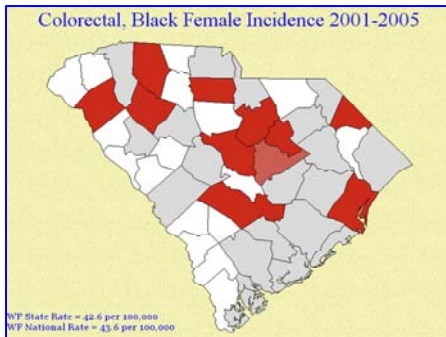 Colorectal, Black Female Incidence 2001-2005
WF State Rate = 42.6 per 100,000
WF National Rate = 43.6 per 100,000